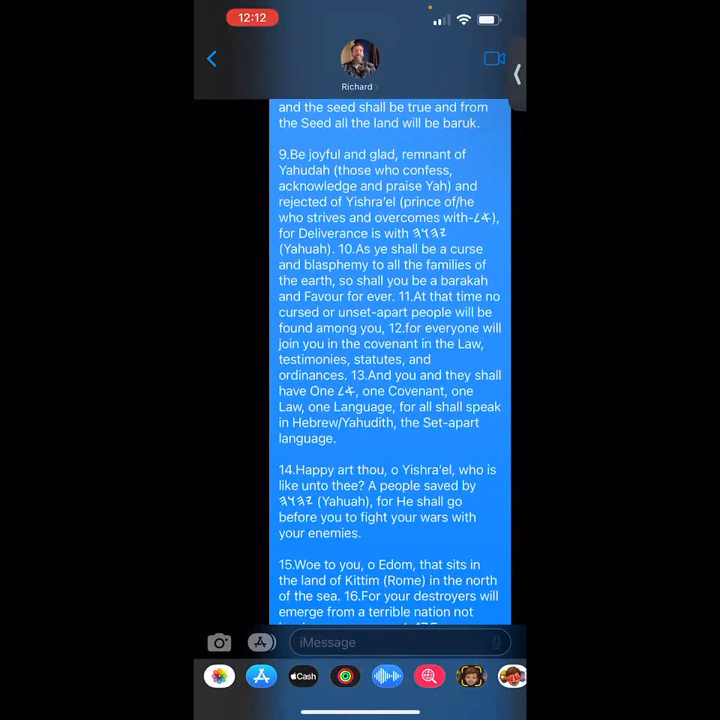 12:12
Richard
and the seed shall be true and from
the Seed all the land will be baruk.
9.Be joyful and glad, remnant of
Yahudah (those who confess,
acknowledge and praise Yah) and
rejected of Yishra’el (prince of/he
who strives and overcomes with-𐤋𐤀),
for Deliverance is with 𐤄𐤅𐤄𐤉
(Yahuah). 10.As ye shall be a curse
and blasphemy to all the families of
the earth, so shall you be a barakah
and Favour for ever. 11.At that time no
cursed or unset-apart people will be
found among you, 12.for everyone will
join you in the covenant in the Law,
testimonies, statutes, and
ordinances. 13.And you and they shall
have One 𐤋𐤀, one Covenant, one
Law, one Language, for all shall speak
in Hebrew/Yahudith, the Set-apart
language.
14.Happy art thou, o Yishra’el, who is
like unto thee? A people saved by
𐤄𐤅𐤄𐤉 (Yahuah), for He shall go
before you to fight your wars with
your enemies.
15.Woe to you, o Edom, that sits in
the land of Kittim (Rome) in the north
of the sea. 16.For your destroyers will
emerge from a terrible nation not
iMessage
Cash